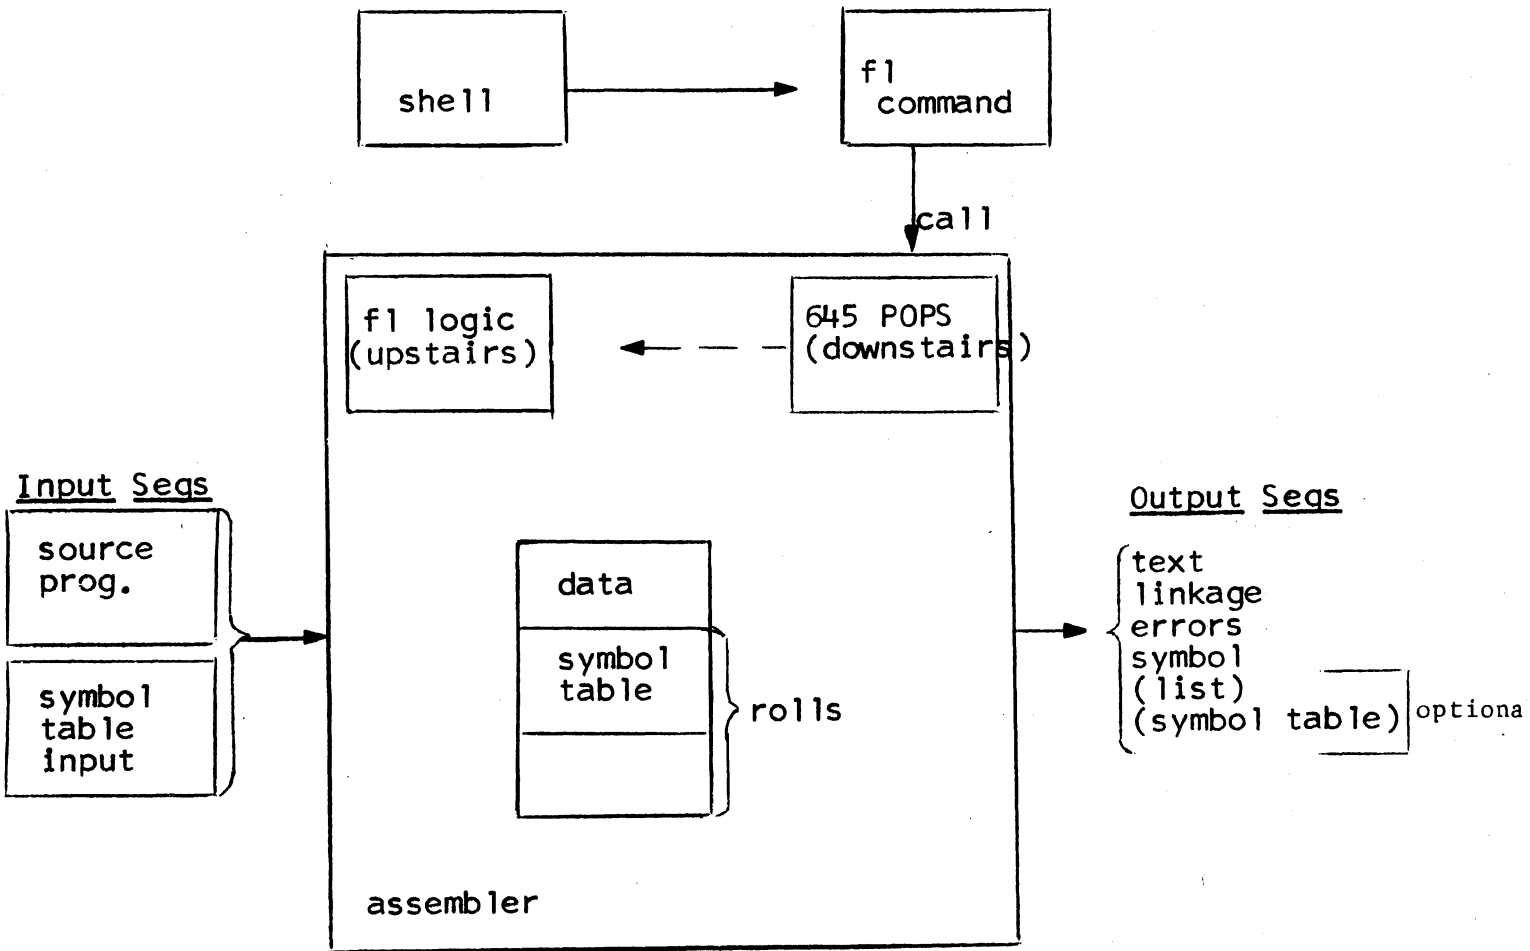 shell
fl
command
call
fl logic
(upstairs)
645 POPS
(downstairs)
Input Segs
source
prog.
symbol
table
input
data
symbol
table
rolls
assembler
Output Segs
text
linkage
errors
symbol
(list)
(symbol table)
optiona